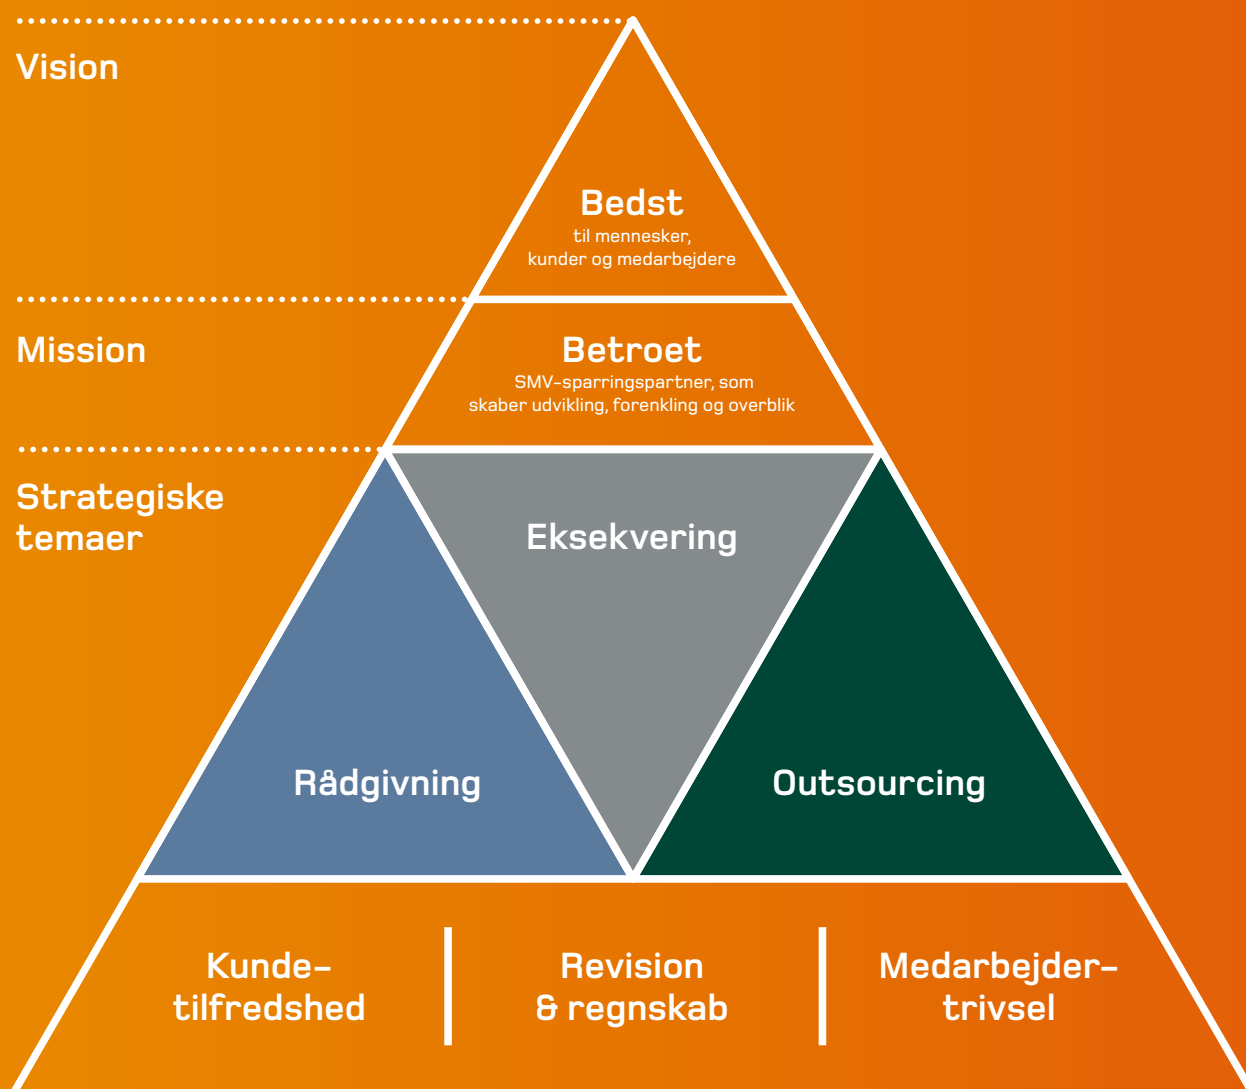 Vision
Bedst
til mennesker,
kunder og medarbejdere
Mission
Betroet
SMV-sparringspartner, som
skaber udvikling, forenkling og overblik
Strategiske
temaer
Eksekvering
Rådgivning
Outsourcing
Kunde-
tilfredshed
Revision
& regnskab
Medarbejder-
trivsel